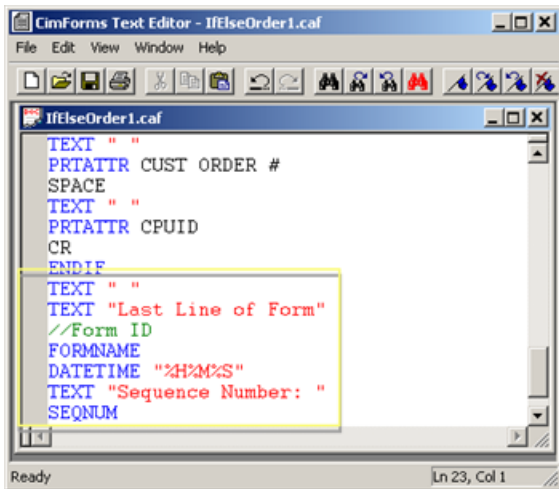 CimForms Text Editor - IfElseOrder1.caf
File Edit View Window Help
IfElseOrder1.caf
TEXT " "
PRTATTR CUST ORDER #
SPACE
TEXT " "
PRTATTR CPUID
CR
ENDIF
TEXT " "
TEXT "Last Line of Form"
//Form ID
FORMNAME
DATETIME "%H%M%S"
TEXT "Sequence Number: "
SEQNUM
Ready
Ln 23, Col 1